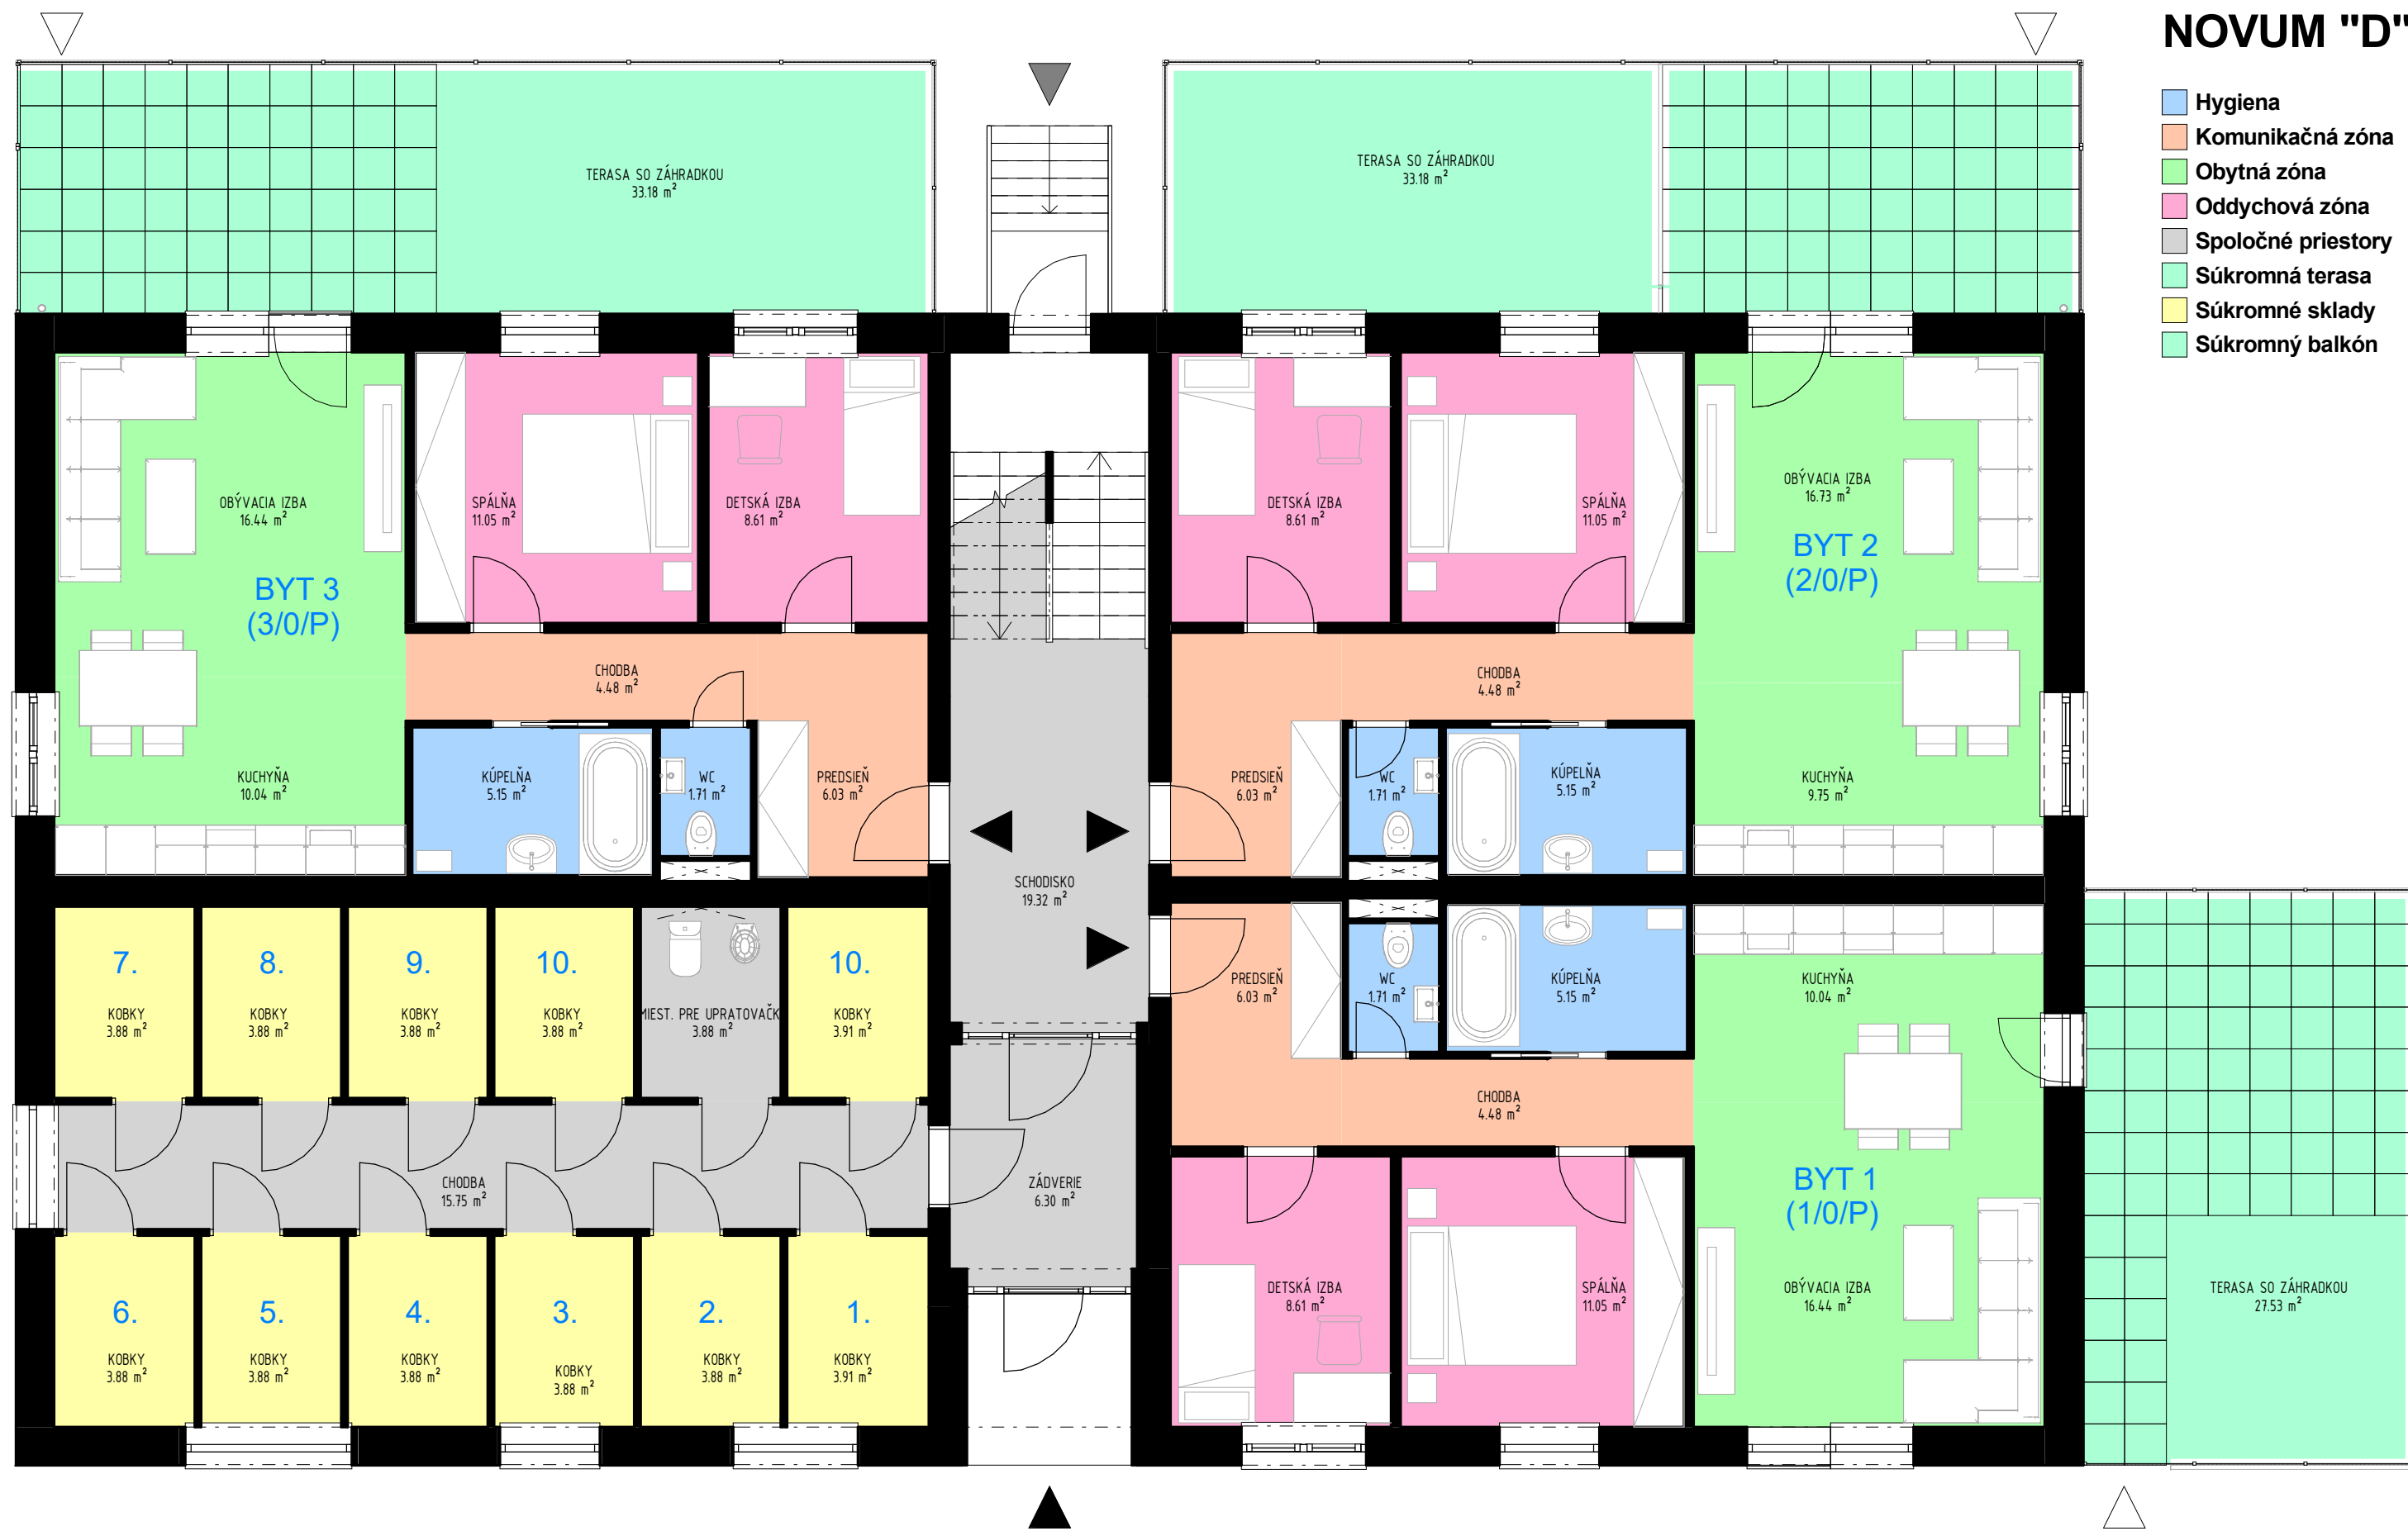 NOVUM "D"
Hygiena
Komunikačná zóna
Obytná zóna
Oddychová zóna
Spoločné priestory
Súkromná terasa
Súkromné sklady
Súkromný balkón
TERASA SO ZÁHRADKOU
33.18 m²
TERASA SO ZÁHRADKOU
33.18 m²
OBÝVACIA IZBA
16.44 m²
BYT 3
(3/0/P)
SPÁLŇA
11.05 m²
DETSKÁ IZBA
8.61 m²
CHODBA
4.48 m²
KUCHYŇA
10.04 m²
KÚPELŇA
5.15 m²
WC
1.71 m²
PREDSIEŇ
6.03 m²
DETSKÁ IZBA
8.61 m²
SPÁLŇA
11.05 m²
OBÝVACIA IZBA
16.73 m²
BYT 2
(2/0/P)
CHODBA
4.48 m²
PREDSIEŇ
6.03 m²
WC
1.71 m²
KÚPELŇA
5.15 m²
KUCHYŇA
9.75 m²
SCHODISKO
19.32 m²
7.
KOBKY
3.88 m²
8.
KOBKY
3.88 m²
9.
KOBKY
3.88 m²
10.
KOBKY
3.88 m²
MIEST. PRE UPRATOVAČK
3.88 m²
10.
KOBKY
3.91 m²
CHODBA
15.75 m²
ZÁDVERIE
6.30 m²
6.
KOBKY
3.88 m²
5.
KOBKY
3.88 m²
4.
KOBKY
3.88 m²
3.
KOBKY
3.88 m²
2.
KOBKY
3.88 m²
1.
KOBKY
3.91 m²
PREDSIEŇ
6.03 m²
WC
1.71 m²
KÚPELŇA
5.15 m²
KUCHYŇA
10.04 m²
CHODBA
4.48 m²
BYT 1
(1/0/P)
DETSKÁ IZBA
8.61 m²
SPÁLŇA
11.05 m²
OBÝVACIA IZBA
16.44 m²
TERASA SO ZÁHRADKOU
27.53 m²